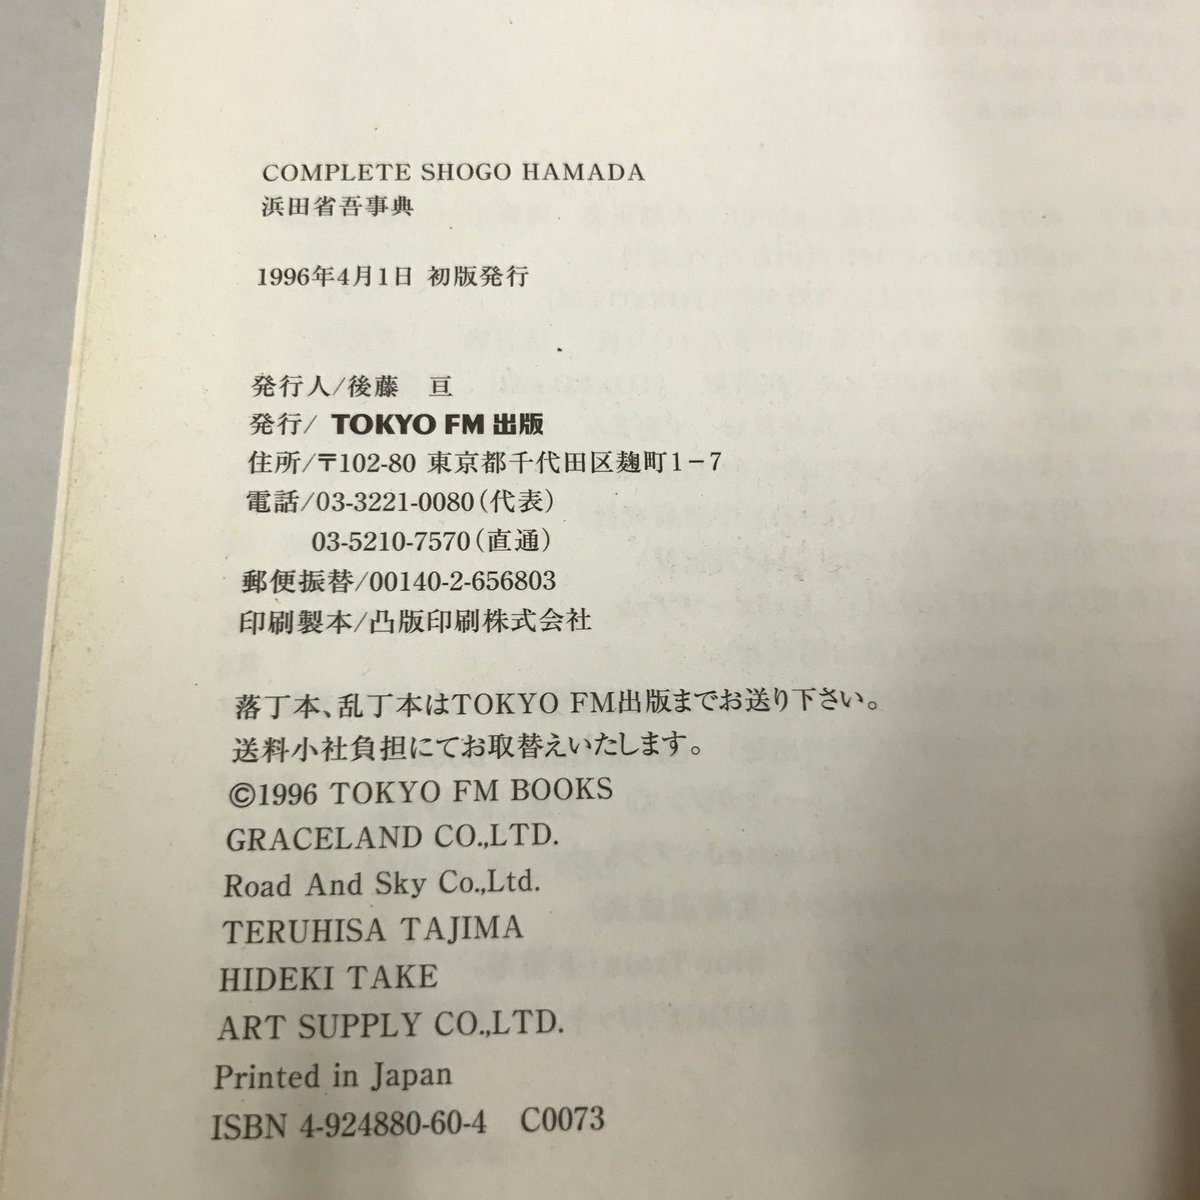 COMPLETE SHOGO HAMADA
浜田省吾事典
1996年4月1日 初版発行
発行人/後藤 亘
発行/ TOKYO FM 出版
住所/〒102-80 東京都千代田区麹町1-7
電話/03-3221-0080(代表)
03-5210-7570(直通)
郵便振替/00140-2-656803
印刷製本/凸版印刷株式会社
落丁本、乱丁本はTOKYO FM出版までお送り下さい。
送料小社負担にてお取替えいたします。
©1996 TOKYO FM BOOKS
GRACELAND CO.,LTD.
Road And Sky Co.,Ltd.
TERUHISA TAJIMA
HIDEKI TAKE
ART SUPPLY CO.,LTD.
Printed in Japan
ISBN 4-924880-60-4 C0073